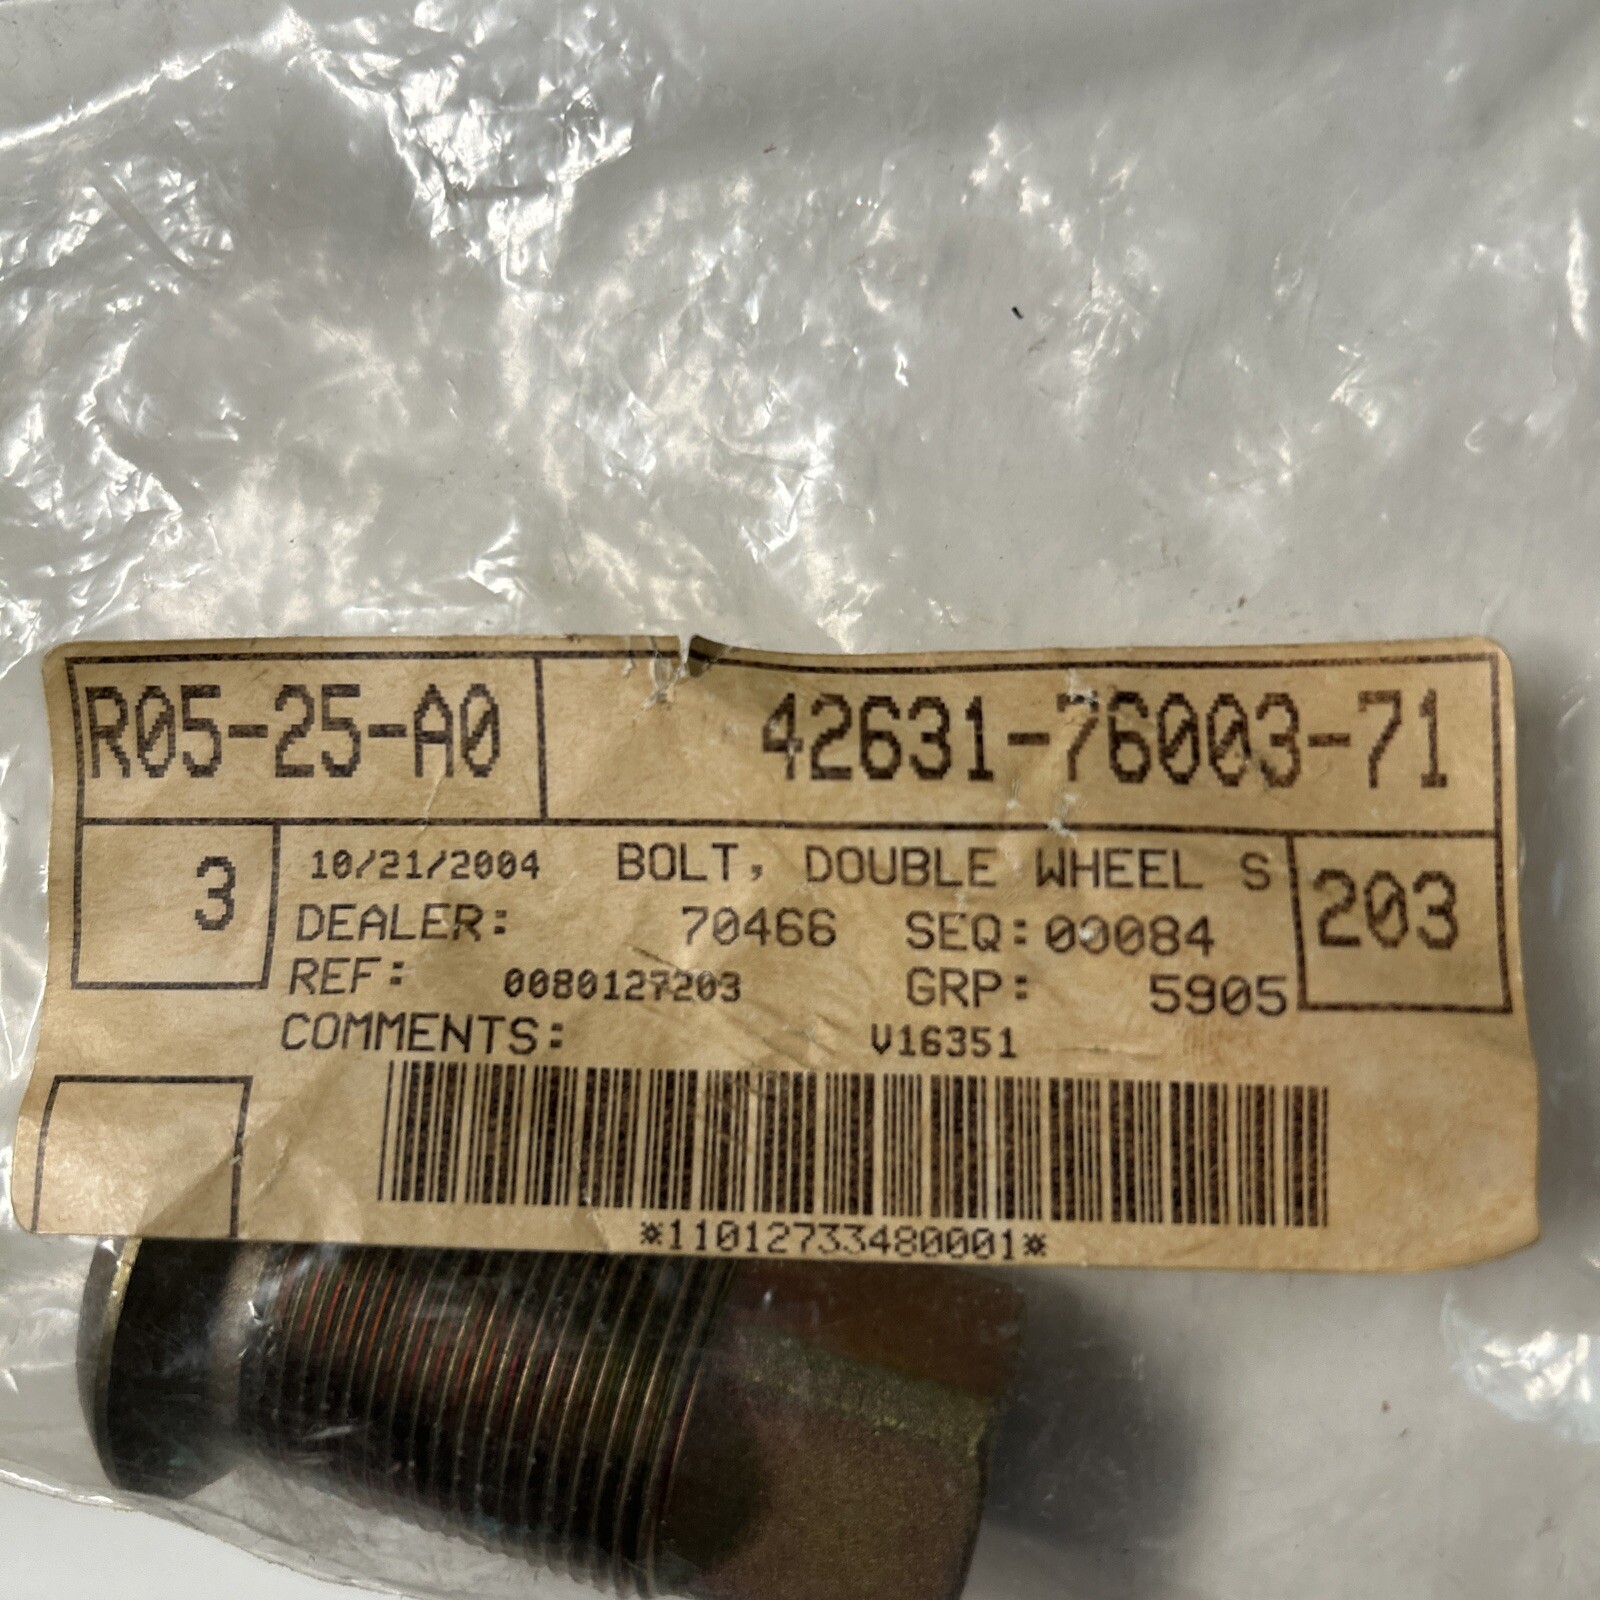 R05-25-A0 42631-76003-71
3 10/21/2004 BOLT, DOUBLE WHEEL S 203
DEALER: 70466 SEQ:00084
REF: 0080127203 GRP: 5905
COMMENTS: V16351
*11012733480001*